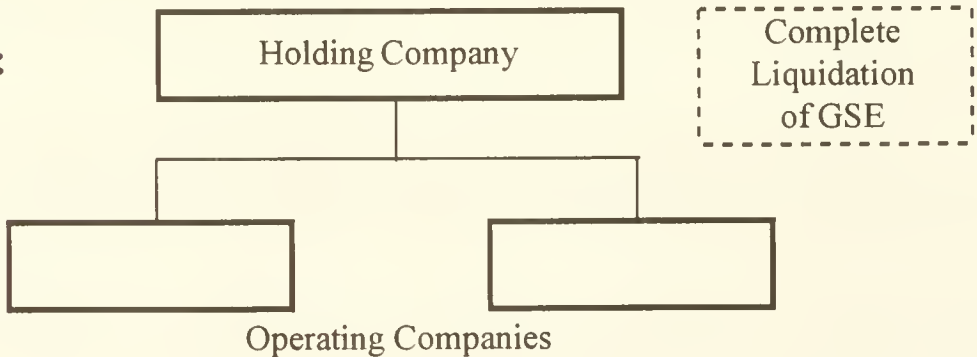 :
Holding Company
Complete
Liquidation
of GSE
Operating Companies